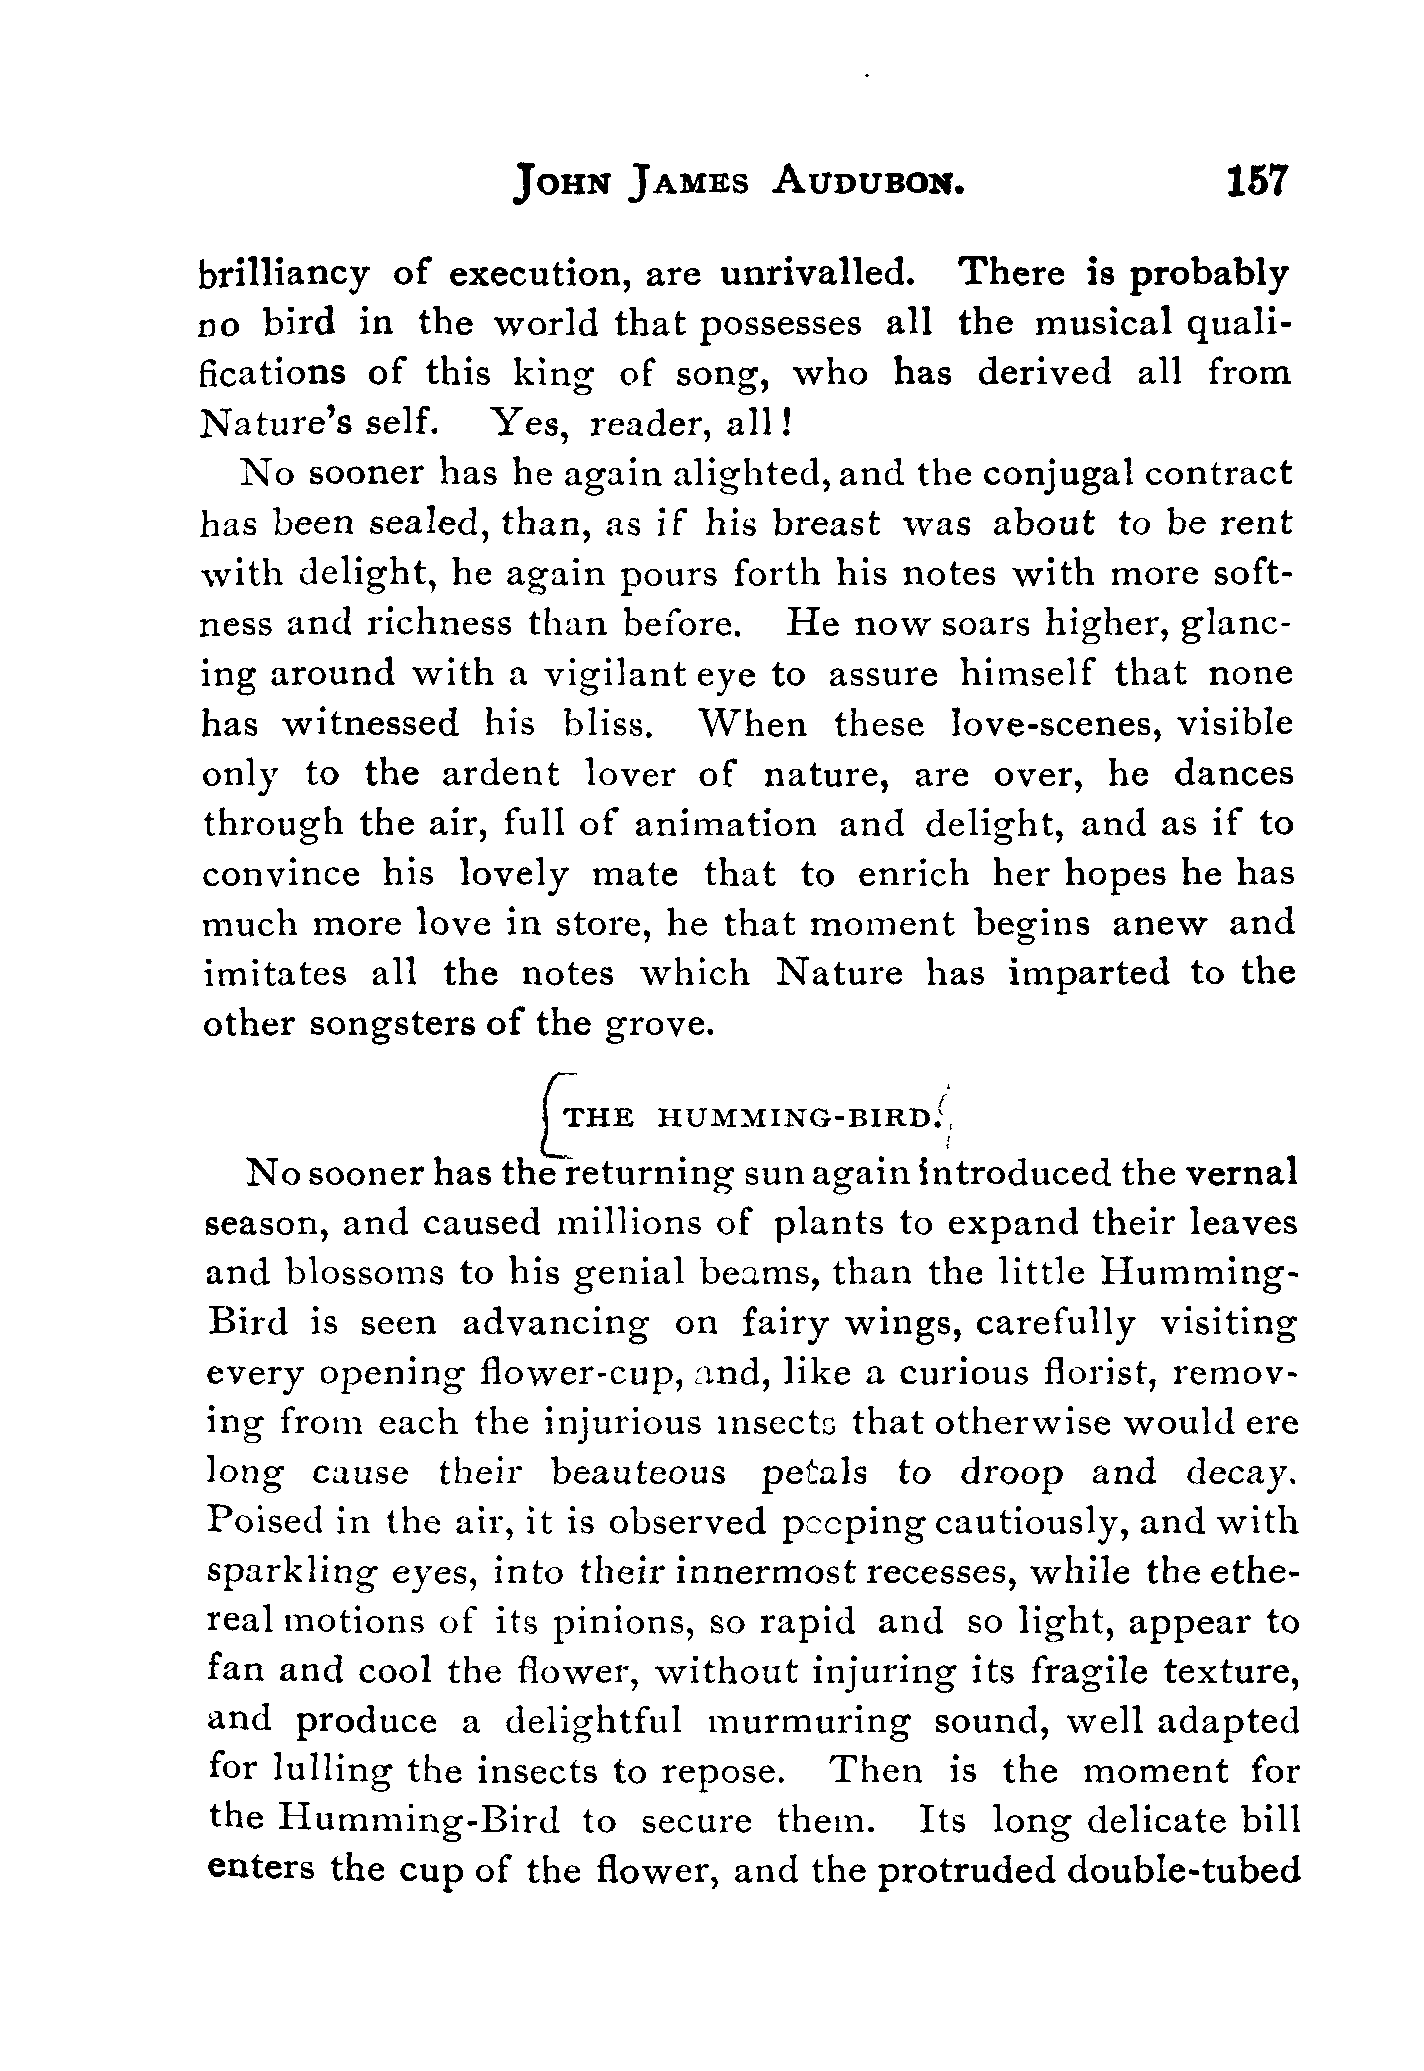 JOHN JAMES AUDUBON. 157
brilliancy of execution, are unrivalled. There is probably
no bird in the world that possesses all the musical quali-
fications of this king of song, who has derived all from
Nature's self. Yes, reader, all!
No sooner has he again alighted, and the conjugal contract
has been sealed, than, as if his breast was about to be rent
with delight, he again pours forth his notes with more soft-
ness and richness than before. He now soars higher, glanc-
ing around with a vigilant eye to assure himself that none
has witnessed his bliss. When these love-scenes, visible
only to the ardent lover of nature, are over, he dances
through the air, full of animation and delight, and as if to
convince his lovely mate that to enrich her hopes he has
much more love in store, he that moment begins anew and
imitates all the notes which Nature has imparted to the
other songsters of the grove.
THE HUMMING-BIRD.
No sooner has the returning sun again introduced the vernal
season, and caused millions of plants to expand their leaves
and blossoms to his genial beams, than the little Humming-
Bird is seen advancing on fairy wings, carefully visiting
every opening flower-cup, and, like a curious florist, remov-
ing from each the injurious insects that otherwise would ere
long cause their beauteous petals to droop and decay.
Poised in the air, it is observed peeping cautiously, and with
sparkling eyes, into their innermost recesses, while the ethe-
real motions of its pinions, so rapid and so light, appear to
fan and cool the flower, without injuring its fragile texture,
and produce a delightful murmuring sound, well adapted
for lulling the insects to repose. Then is the moment for
the Humming-Bird to secure them. Its long delicate bill
enters the cup of the flower, and the protruded double-tubed